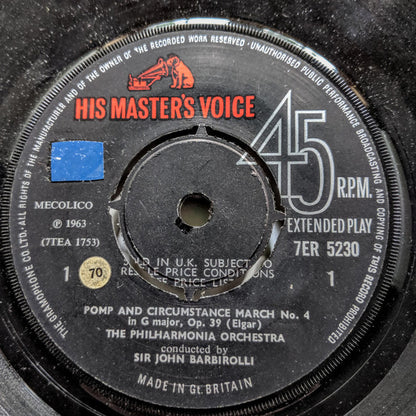 THE GRAMOPHONE CO. LTD. · ALL RIGHTS OF THE MANUFACTURER AND OF THE OWNER OF THE RECORDED WORK RESERVED · UNAUTHORISED PUBLIC PERFORMANCE BROADCASTING AND COPYING OF THIS RECORD PROHIBITED
HIS MASTER'S VOICE
45
R.P.M.
EXTENDED PLAY
7ER 5230
MECOLICO
℗ 1963
(7TEA 1753)
SOLD IN U.K. SUBJECT TO
RESALE PRICE CONDITIONS
SEE PRICE LIST
1
70
1
POMP AND CIRCUMSTANCE MARCH No. 4
in G major, Op. 39 (Elgar)
THE PHILHARMONIA ORCHESTRA
conducted by
SIR JOHN BARBIROLLI
MADE IN GT. BRITAIN